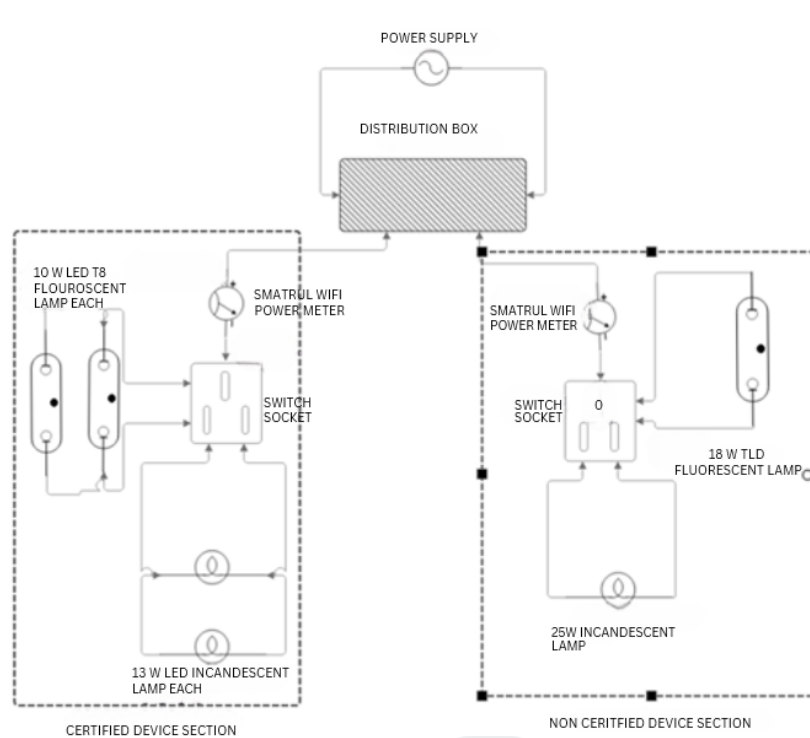 POWER SUPPLY
DISTRIBUTION BOX
10 W LED T8
FLOUROSCENT
LAMP EACH
SMATRUL WIFI
POWER METER
SWITCH
SOCKET
13 W LED INCANDESCENT
LAMP EACH
CERTIFIED DEVICE SECTION
SMATRUL WIFI
POWER METER
SWITCH
SOCKET
0
18 W TLD
FLUORESCENT LAMP
25W INCANDESCENT
LAMP
NON CERITFIED DEVICE SECTION